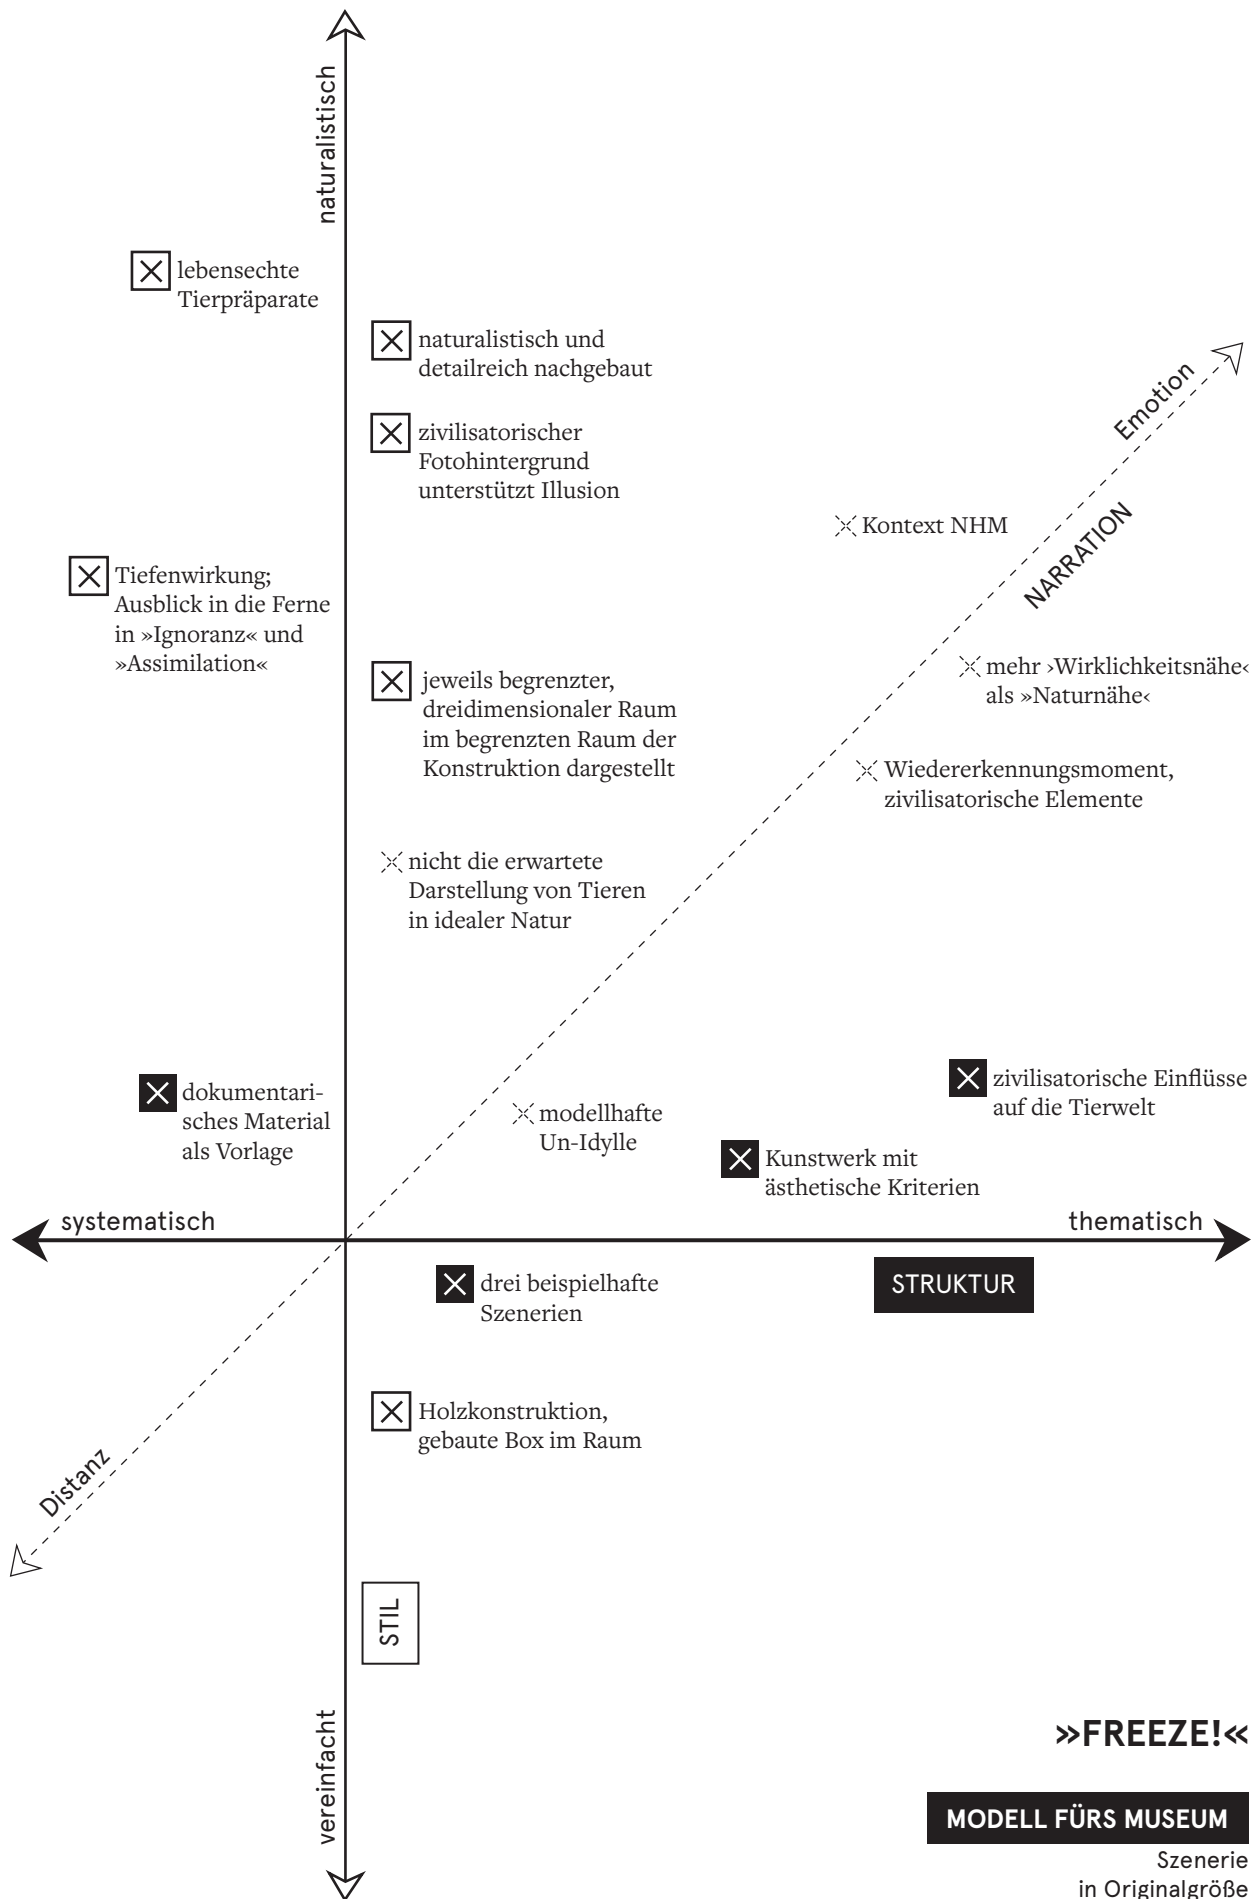 naturalistisch
lebensechte
Tierpräparate
naturalistisch und
detailreich nachgebaut
Emotion
zivilisatorischer
Fotohintergrund
unterstützt Illusion
Kontext NHM
NARRATION
Tiefenwirkung;
Ausblick in die Ferne
in »Ignoranz« und
»Assimilation«
mehr ›Wirklichkeitsnähe‹
als »Naturnähe‹
jeweils begrenzter,
dreidimensionaler Raum
im begrenzten Raum der
Konstruktion dargestellt
Wiedererkennungsmoment,
zivilisatorische Elemente
nicht die erwartete
Darstellung von Tieren
in idealer Natur
dokumentari-
sches Material
als Vorlage
modellhafte
Un-Idylle
zivilisatorische Einflüsse
auf die Tierwelt
Kunstwerk mit
ästhetische Kriterien
systematisch
thematisch
STRUKTUR
drei beispielhafte
Szenerien
Holzkonstruktion,
gebaute Box im Raum
Distanz
STIL
vereinfacht
»FREEZE!«
MODELL FÜRS MUSEUM
Szenerie
in Originalgröße